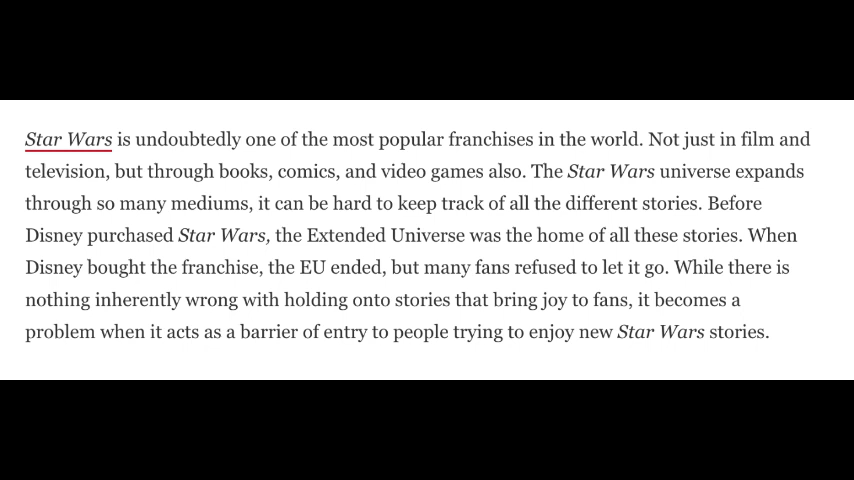 Star Wars is undoubtedly one of the most popular franchises in the world. Not just in film and
television, but through books, comics, and video games also. The Star Wars universe expands
through so many mediums, it can be hard to keep track of all the different stories. Before
Disney purchased Star Wars, the Extended Universe was the home of all these stories. When
Disney bought the franchise, the EU ended, but many fans refused to let it go. While there is
nothing inherently wrong with holding onto stories that bring joy to fans, it becomes a
problem when it acts as a barrier of entry to people trying to enjoy new Star Wars stories.